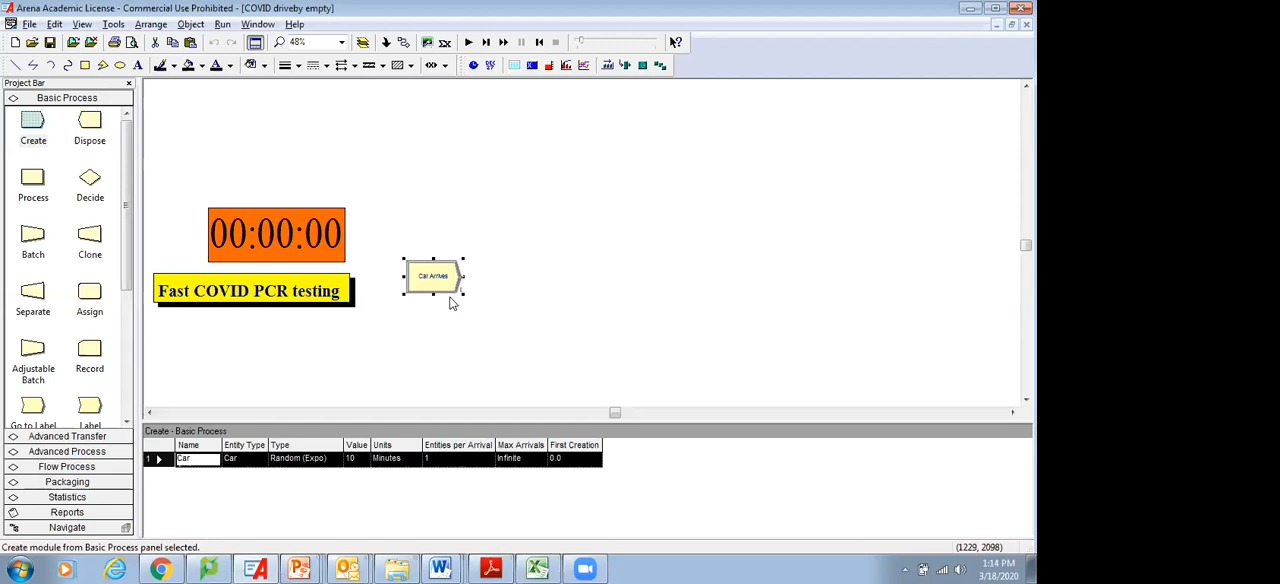 Arena Academic License - Commercial Use Prohibited - [COVID driveby empty]
File Edit View Tools Arrange Object Run Window Help
48%
Project Bar
Basic Process
Create Dispose
Process Decide
Batch Clone
Separate Assign
Adjustable Batch Record
Go to Label Label
Advanced Transfer
Advanced Process
Flow Process
Packaging
Statistics
Reports
Navigate
00:00:00
Fast COVID PCR testing
Car Arrives
Create - Basic Process
Name Entity Type Type Value Units Entities per Arrival Max Arrivals First Creation
1 Car Car Random (Expo) 10 Minutes 1 Infinite 0.0
Create module from Basic Process panel selected.
(1229, 2098)
1:14 PM
3/18/2020